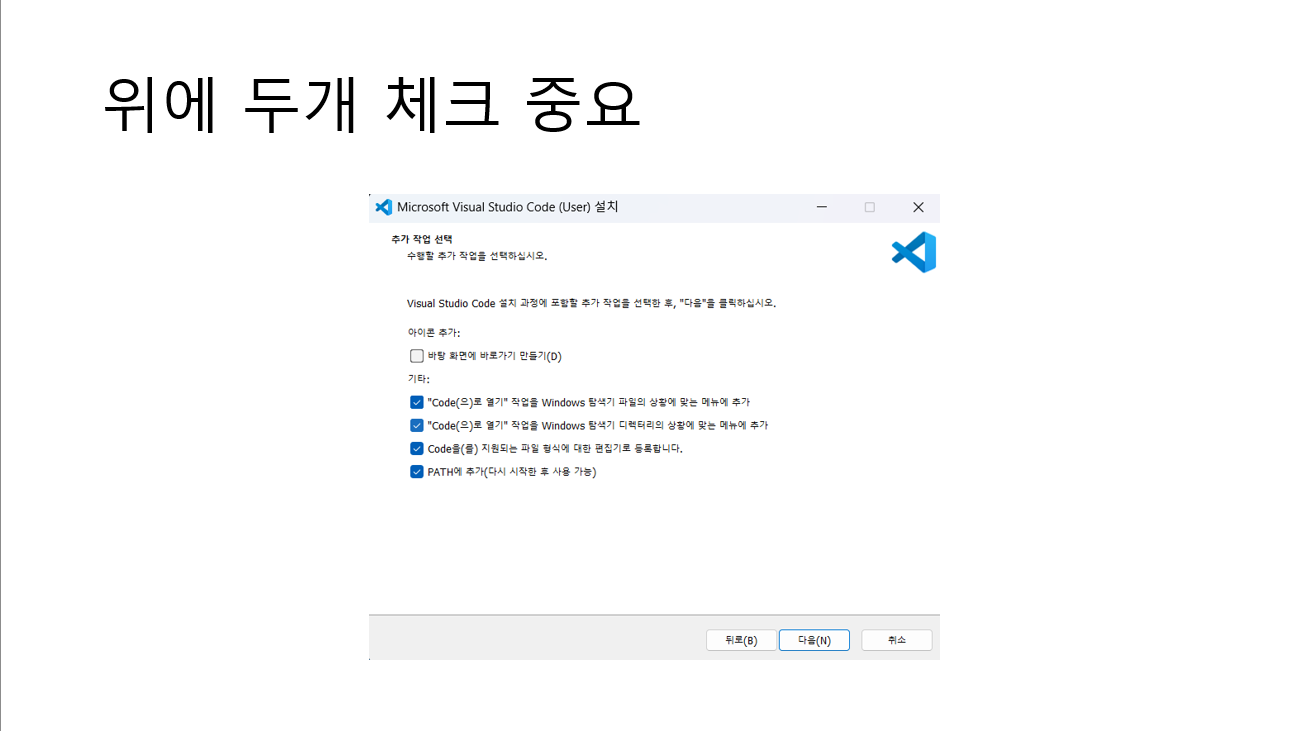 위에 두개 체크 중요
Microsoft Visual Studio Code (User) 설치
추가 작업 선택
수행할 추가 작업을 선택하십시오.
Visual Studio Code 설치 과정에 포함할 추가 작업을 선택한 후, "다음"을 클릭하십시오.
아이콘 추가:
바탕 화면에 바로가기 만들기(D)
기타:
"Code(으)로 열기" 작업을 Windows 탐색기 파일의 상황에 맞는 메뉴에 추가
"Code(으)로 열기" 작업을 Windows 탐색기 디렉터리의 상황에 맞는 메뉴에 추가
Code을(를) 지원되는 파일 형식에 대한 편집기로 등록합니다.
PATH에 추가(다시 시작한 후 사용 가능)
뒤로(B) 다음(N) 취소